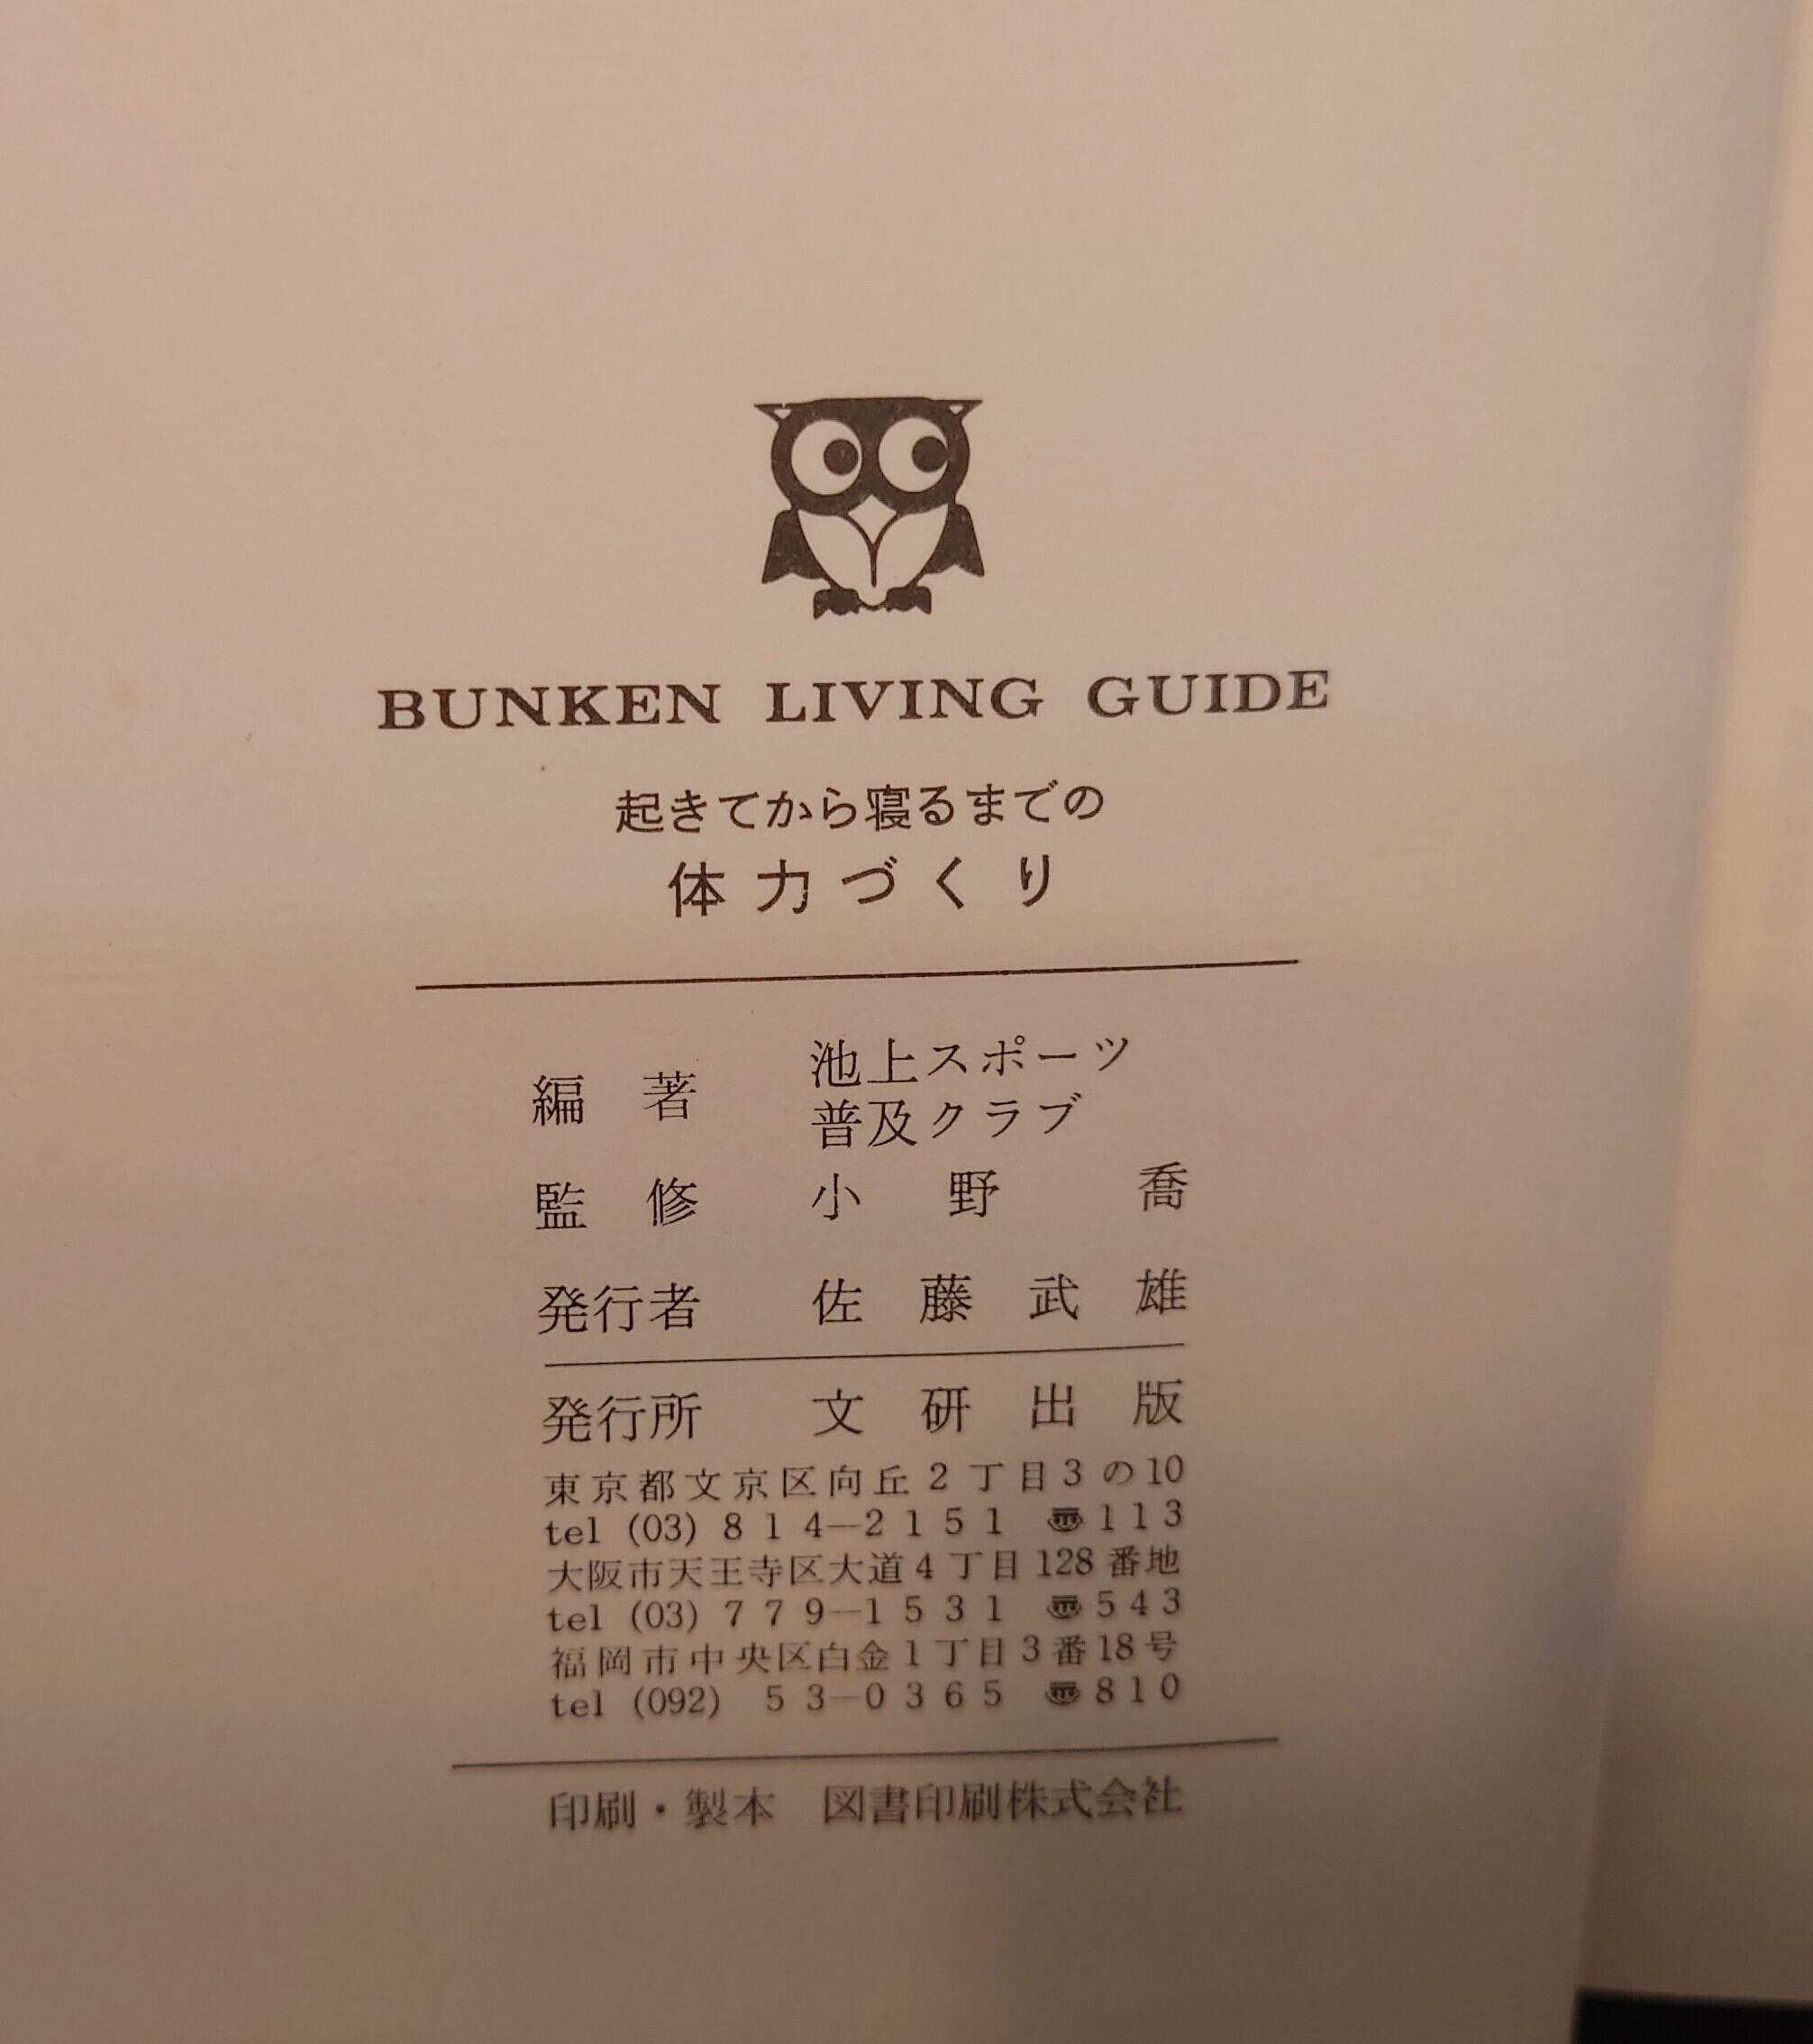 BUNKEN LIVING GUIDE
起きてから寝るまでの
体力づくり
編著 池上スポーツ
普及クラブ
監修 小野喬
発行者 佐藤武雄
発行所 文研出版
東京都文京区向丘2丁目3の10
tel (03) 814—2151 〠113
大阪市天王寺区大道4丁目128番地
tel (03) 779—1531 〠543
福岡市中央区白金1丁目3番18号
tel (092) 53—0365 〠810
印刷・製本 図書印刷株式会社